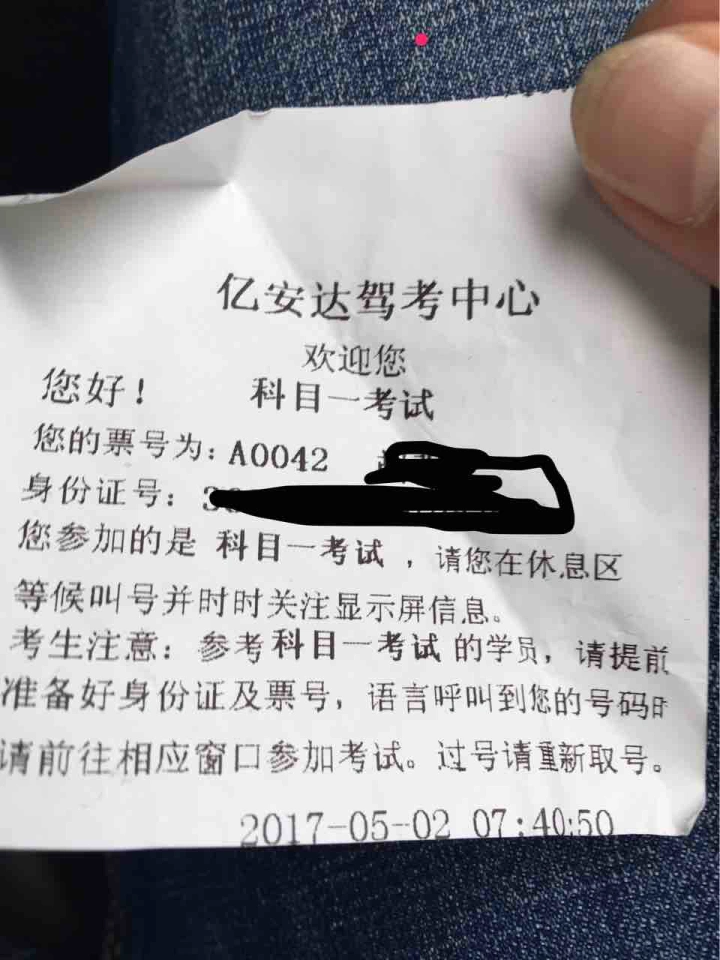 亿安达驾考中心
欢迎您
您好! 科目一考试
您的票号为:A0042
身份证号:
您参加的是 科目一考试 ,请您在休息区
等候叫号并时时关注显示屏信息。
考生注意:参考科目一考试 的学员,请提前
准备好身份证及票号,语言呼叫到您的号码时
请前往相应窗口参加考试。过号请重新取号。
2017-05-02 07:40:50